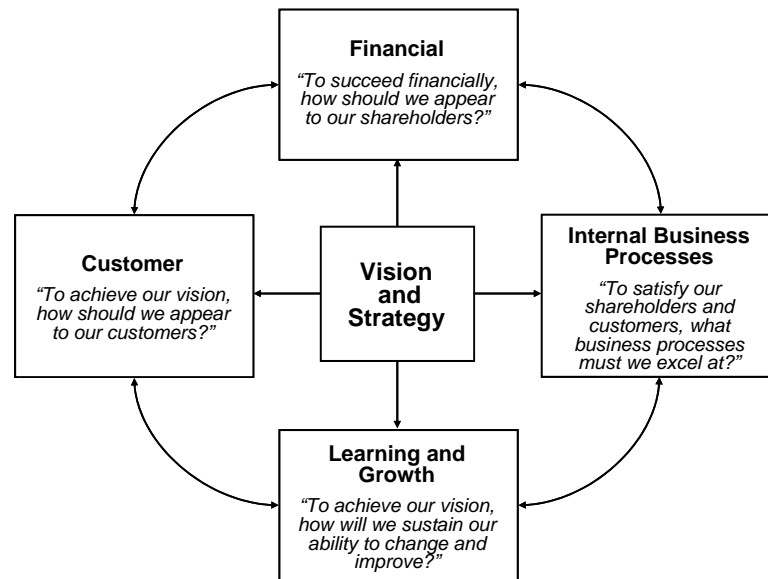 Financial
“To succeed financially,
how should we appear
to our shareholders?”
Customer
“To achieve our vision,
how should we appear
to our customers?”
Vision
and
Strategy
Internal Business
Processes
“To satisfy our
shareholders and
customers, what
business processes
must we excel at?”
Learning and
Growth
“To achieve our vision,
how will we sustain our
ability to change and
improve?”